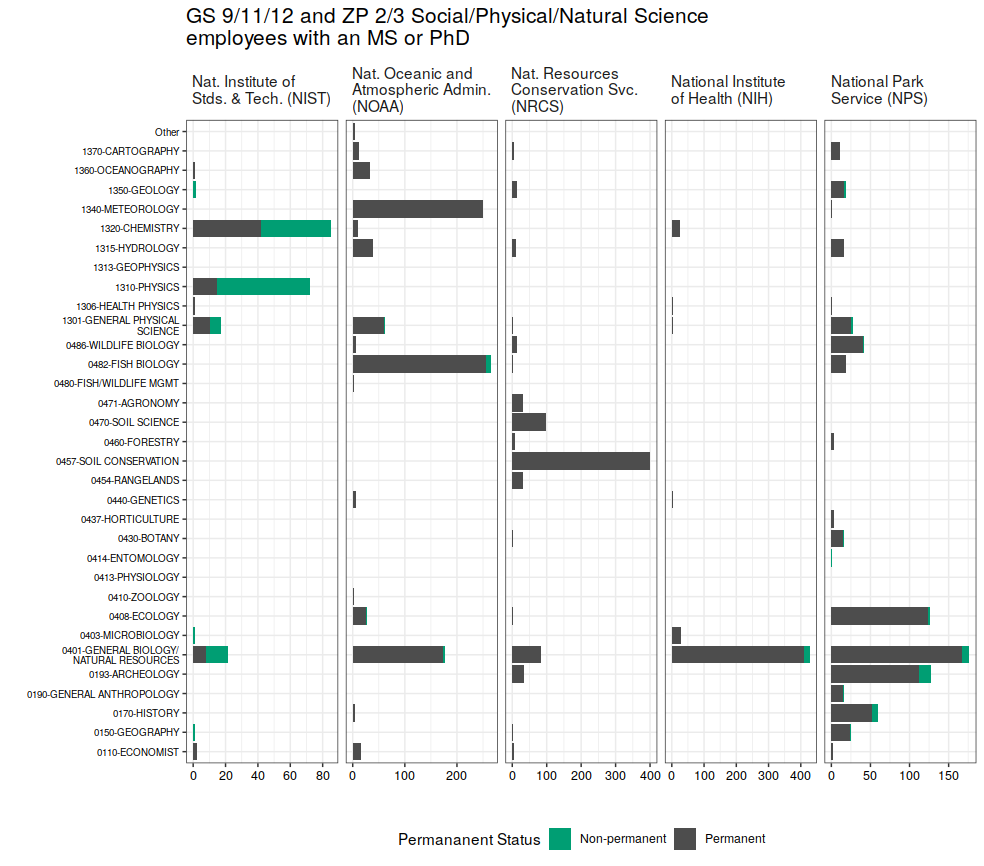 GS 9/11/12 and ZP 2/3 Social/Physical/Natural Science
employees with an MS or PhD
Nat. Institute of
Stds. & Tech. (NIST)
Nat. Oceanic and
Atmospheric Admin.
(NOAA)
Nat. Resources
Conservation Svc.
(NRCS)
National Institute
of Health (NIH)
National Park
Service (NPS)
Other
1370-CARTOGRAPHY
1360-OCEANOGRAPHY
1350-GEOLOGY
1340-METEOROLOGY
1320-CHEMISTRY
1315-HYDROLOGY
1313-GEOPHYSICS
1310-PHYSICS
1306-HEALTH PHYSICS
1301-GENERAL PHYSICAL
SCIENCE
0486-WILDLIFE BIOLOGY
0482-FISH BIOLOGY
0480-FISH/WILDLIFE MGMT
0471-AGRONOMY
0470-SOIL SCIENCE
0460-FORESTRY
0457-SOIL CONSERVATION
0454-RANGELANDS
0440-GENETICS
0437-HORTICULTURE
0430-BOTANY
0414-ENTOMOLOGY
0413-PHYSIOLOGY
0410-ZOOLOGY
0408-ECOLOGY
0403-MICROBIOLOGY
0401-GENERAL BIOLOGY/
NATURAL RESOURCES
0193-ARCHEOLOGY
0190-GENERAL ANTHROPOLOGY
0170-HISTORY
0150-GEOGRAPHY
0110-ECONOMIST
0 20 40 60 80
0 100 200
0 100 200 300 400
0 100 200 300 400
0 50 100 150
Permanant Status
Non-permanent
Permanent